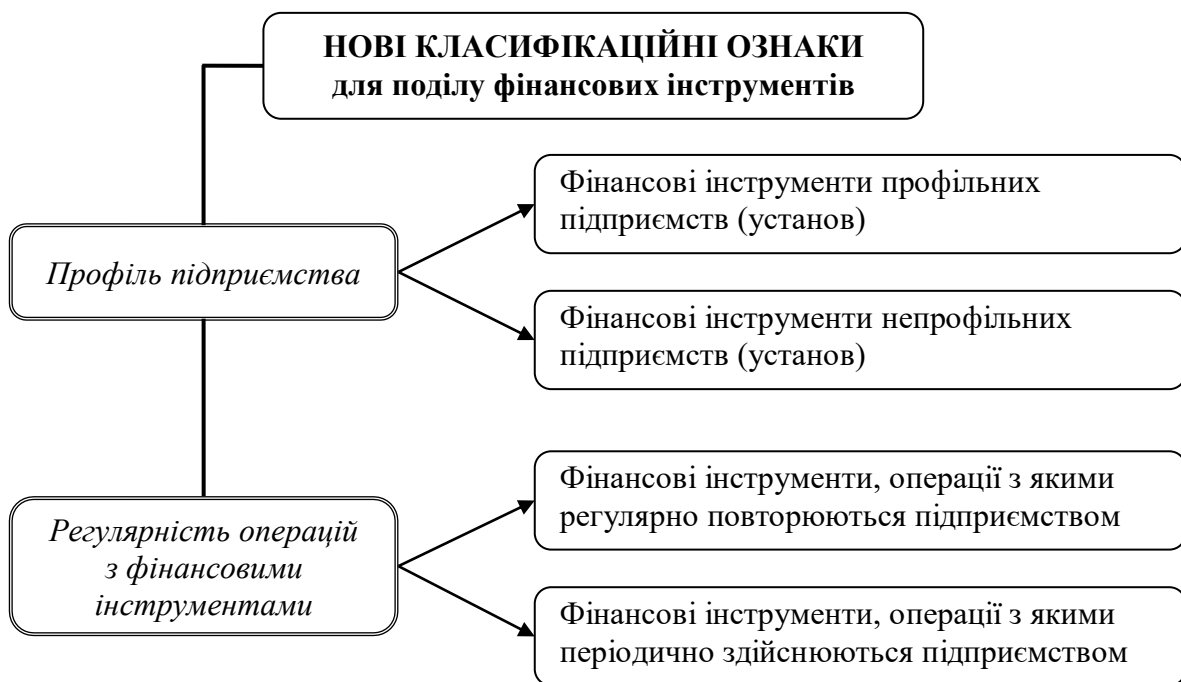 НОВІ КЛАСИФІКАЦІЙНІ ОЗНАКИ
для поділу фінансових інструментів
Профіль підприємства
Фінансові інструменти профільних
підприємств (установ)
Фінансові інструменти непрофільних
підприємств (установ)
Регулярність операцій
з фінансовими
інструментами
Фінансові інструменти, операції з якими
регулярно повторюються підприємством
Фінансові інструменти, операції з якими
періодично здійснюються підприємством